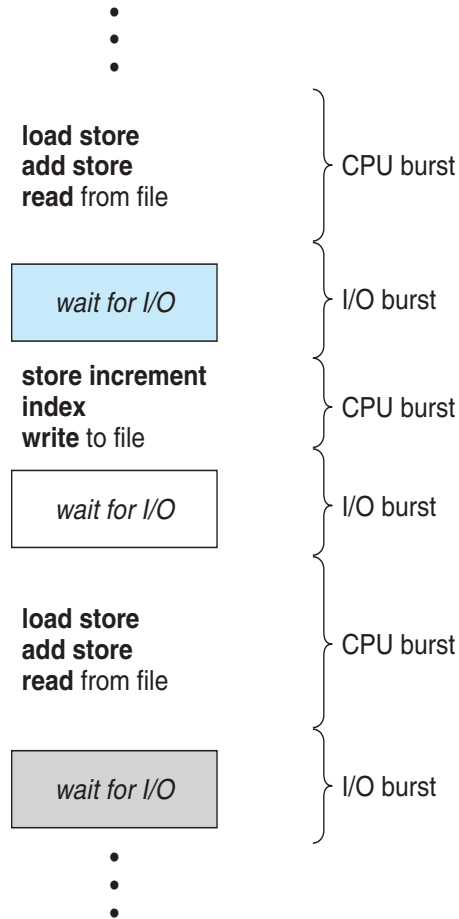 load store
add store
read from file
CPU burst
wait for I/O
I/O burst
store increment
index
write to file
CPU burst
wait for I/O
I/O burst
load store
add store
read from file
CPU burst
wait for I/O
I/O burst